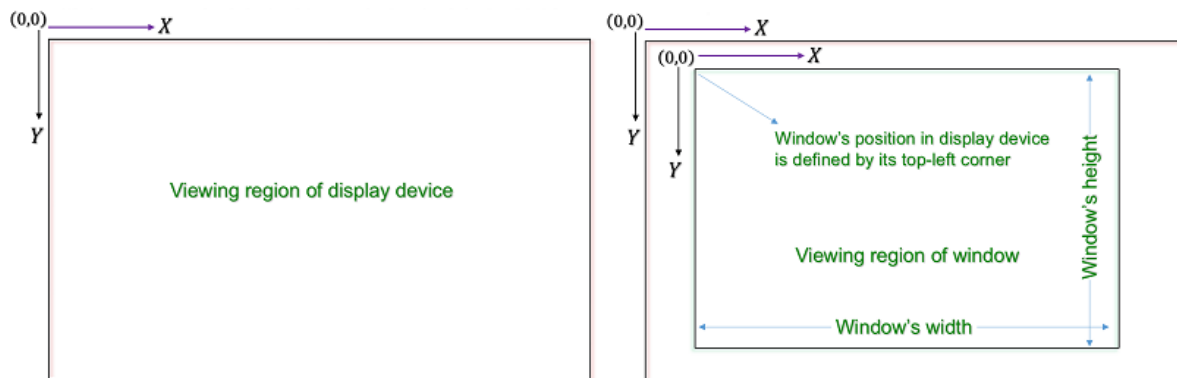 (0,0)
X
Y
Viewing region of display device
(0,0)
X
(0,0)
X
Y
Y
Window's position in display device
is defined by its top-left corner
Window's height
Viewing region of window
Window's width